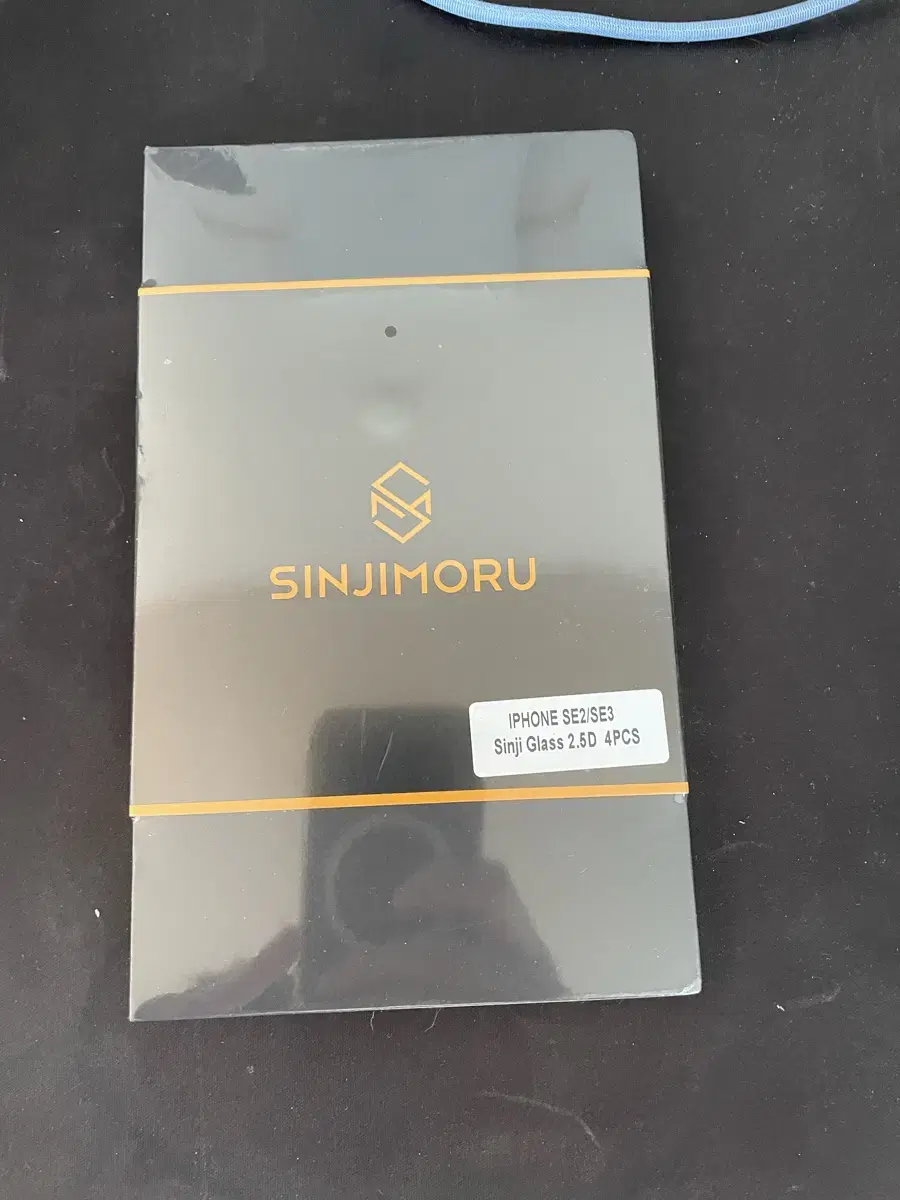 SINJIMORU
IPHONE SE2/SE3
Sinji Glass 2.5D 4PCS